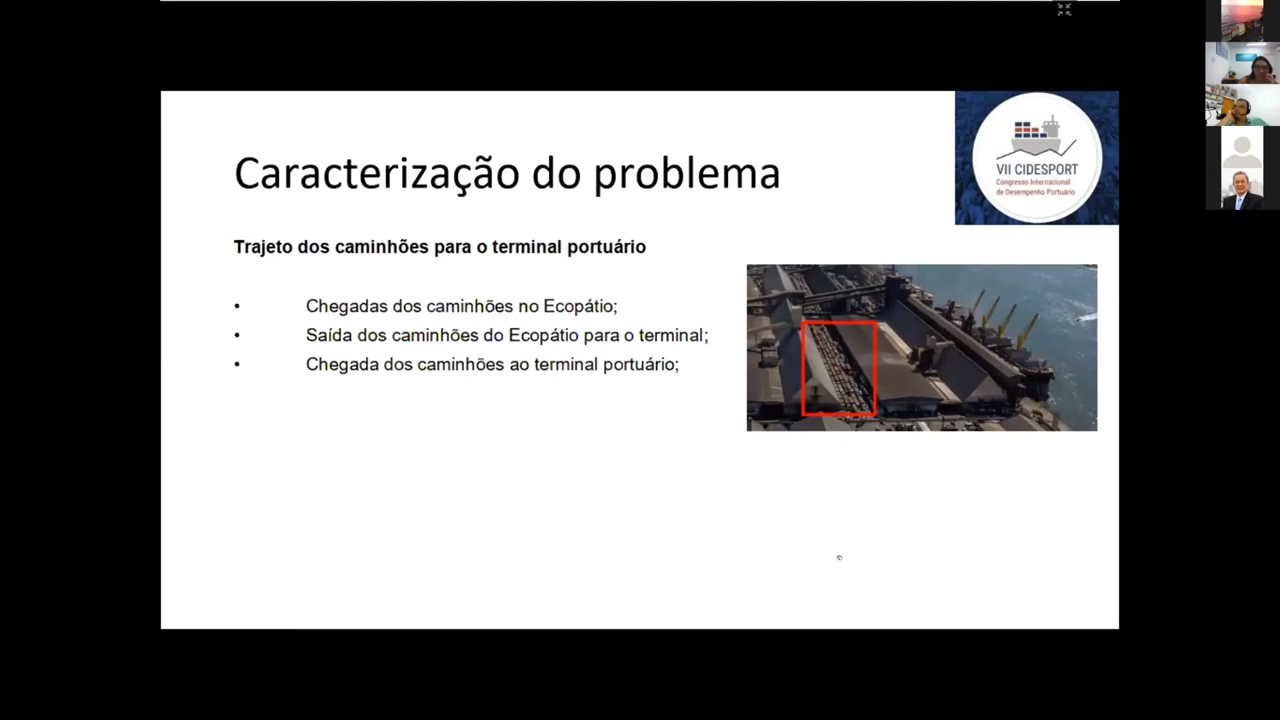 Caracterização do problema
VII CIDESPORT
Congresso Internacional
de Desempenho Portuário
Trajeto dos caminhões para o terminal portuário
• Chegadas dos caminhões no Ecopátio;
• Saída dos caminhões do Ecopátio para o terminal;
• Chegada dos caminhões ao terminal portuário;